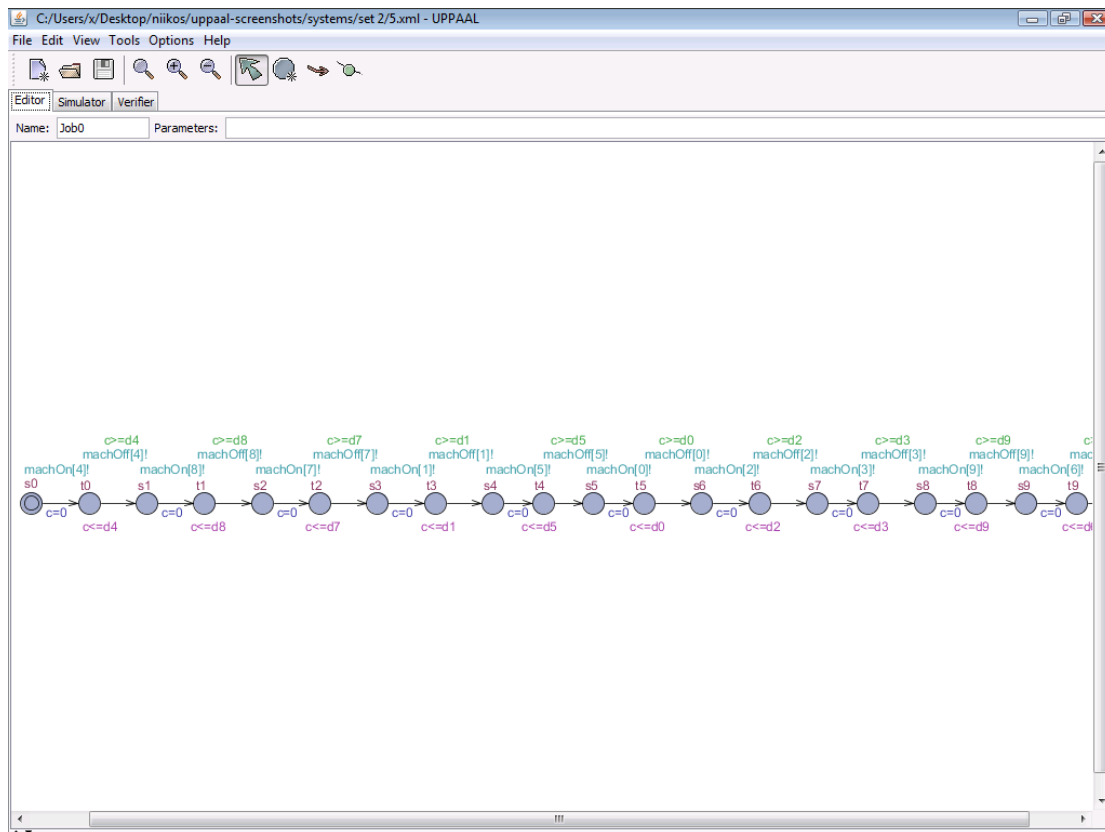 C:/Users/x/Desktop/niikos/uppaal-screenshots/systems/set 2/5.xml - UPPAAL
File Edit View Tools Options Help
Editor Simulator Verifier
Name: Job0 Parameters:
c>=d4 c>=d8 c>=d7 c>=d1 c>=d5 c>=d0 c>=d2 c>=d3 c>=d9
machOff[4]! machOff[8]! machOff[7]! machOff[1]! machOff[5]! machOff[0]! machOff[2]! machOff[3]! machOff[9]!
machOn[4]! machOn[8]! machOn[7]! machOn[1]! machOn[5]! machOn[0]! machOn[2]! machOn[3]! machOn[9]! machOn[6]!
s0 t0 s1 t1 s2 t2 s3 t3 s4 t4 s5 t5 s6 t6 s7 t7 s8 t8 s9 t9
c=0 c=0 c=0 c=0 c=0 c=0 c=0 c=0 c=0 c=0
c<=d4 c<=d8 c<=d7 c<=d1 c<=d5 c<=d0 c<=d2 c<=d3 c<=d9